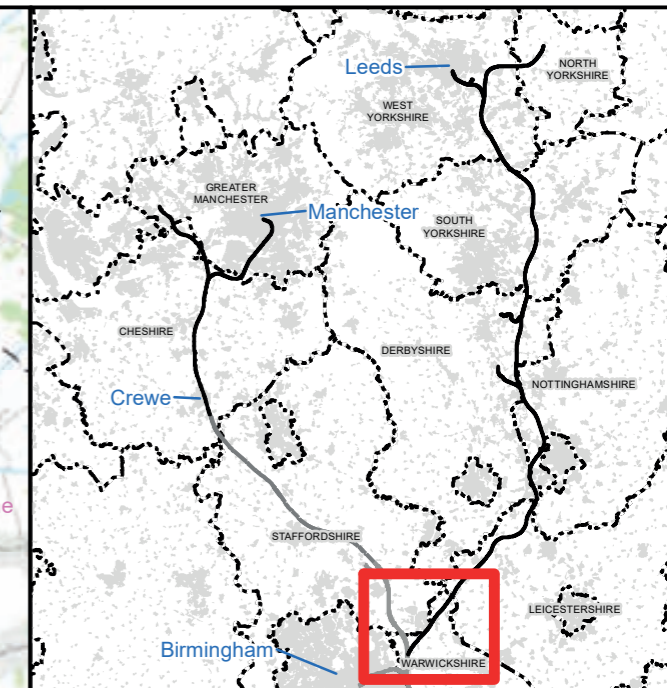 Leeds
NORTH
YORKSHIRE
WEST
YORKSHIRE
GREATER
MANCHESTER
Manchester
SOUTH
YORKSHIRE
CHESHIRE
DERBYSHIRE
Crewe
NOTTINGHAMSHIRE
e
STAFFORDSHIRE
LEICESTERSHIRE
Birmingham
WARWICKSHIRE